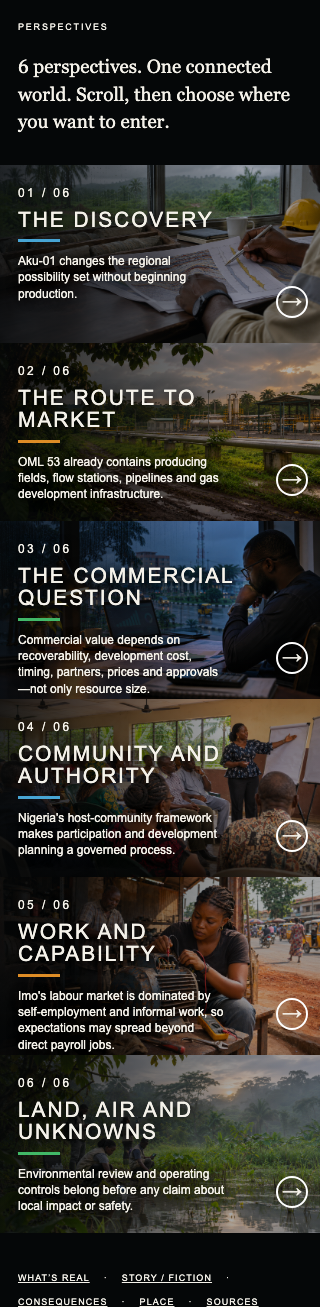 PERSPECTIVES
6 perspectives. One connected
world. Scroll, then choose where
you want to enter.
01 / 06
THE DISCOVERY
Aku-01 changes the regional
possibility set without beginning
production.
02 / 06
THE ROUTE TO
MARKET
OML 53 already contains producing
fields, flow stations, pipelines and gas
development infrastructure.
03 / 06
THE COMMERCIAL
QUESTION
Commercial value depends on
recoverability, development cost,
timing, partners, prices and approvals
—not only resource size.
04 / 06
COMMUNITY AND
AUTHORITY
Nigeria's host-community framework
makes participation and development
planning a governed process.
05 / 06
WORK AND
CAPABILITY
Imo's labour market is dominated by
self-employment and informal work, so
expectations may spread beyond
direct payroll jobs.
06 / 06
LAND, AIR AND
UNKNOWNS
Environmental review and operating
controls belong before any claim about
local impact or safety.
WHAT'S REAL · STORY / FICTION ·
CONSEQUENCES · PLACE · SOURCES